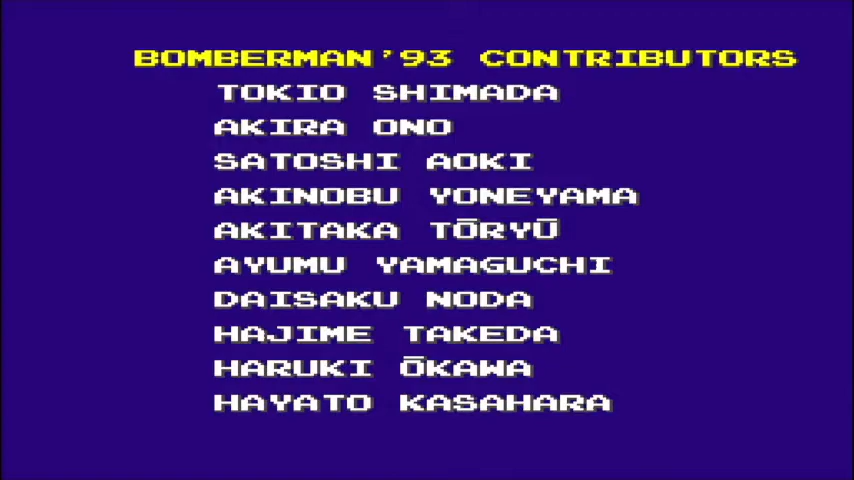 BOMBERMAN'93 CONTRIBUTORS
TOKIO SHIMADA
AKIRA ONO
SATOSHI AOKI
AKINOBU YONEYAMA
AKITAKA TŌRYŪ
AYUMU YAMAGUCHI
DAISAKU NODA
HAJIME TAKEDA
HARUKI ŌKAWA
HAYATO KASAHARA